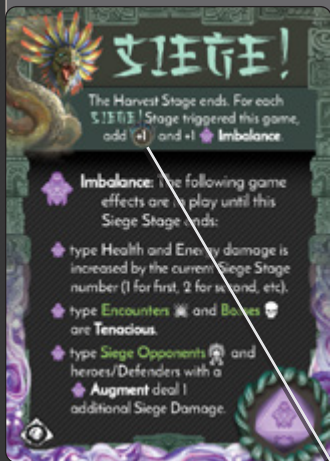 SIEGE!
The Harvest Stage ends. For each
SIEGE! Stage triggered this game,
add +1 and +1 Imbalance.
Imbalance: The following game
effects are in play until this
Siege Stage ends:
type Health and Energy damage is
increased by the current Siege Stage
number (1 for first, 2 for second, etc).
type Encounters and Bosses
are Tenacious.
type Siege Opponents and
heroes/Defenders with a
Augment deal 1
additional Siege Damage.